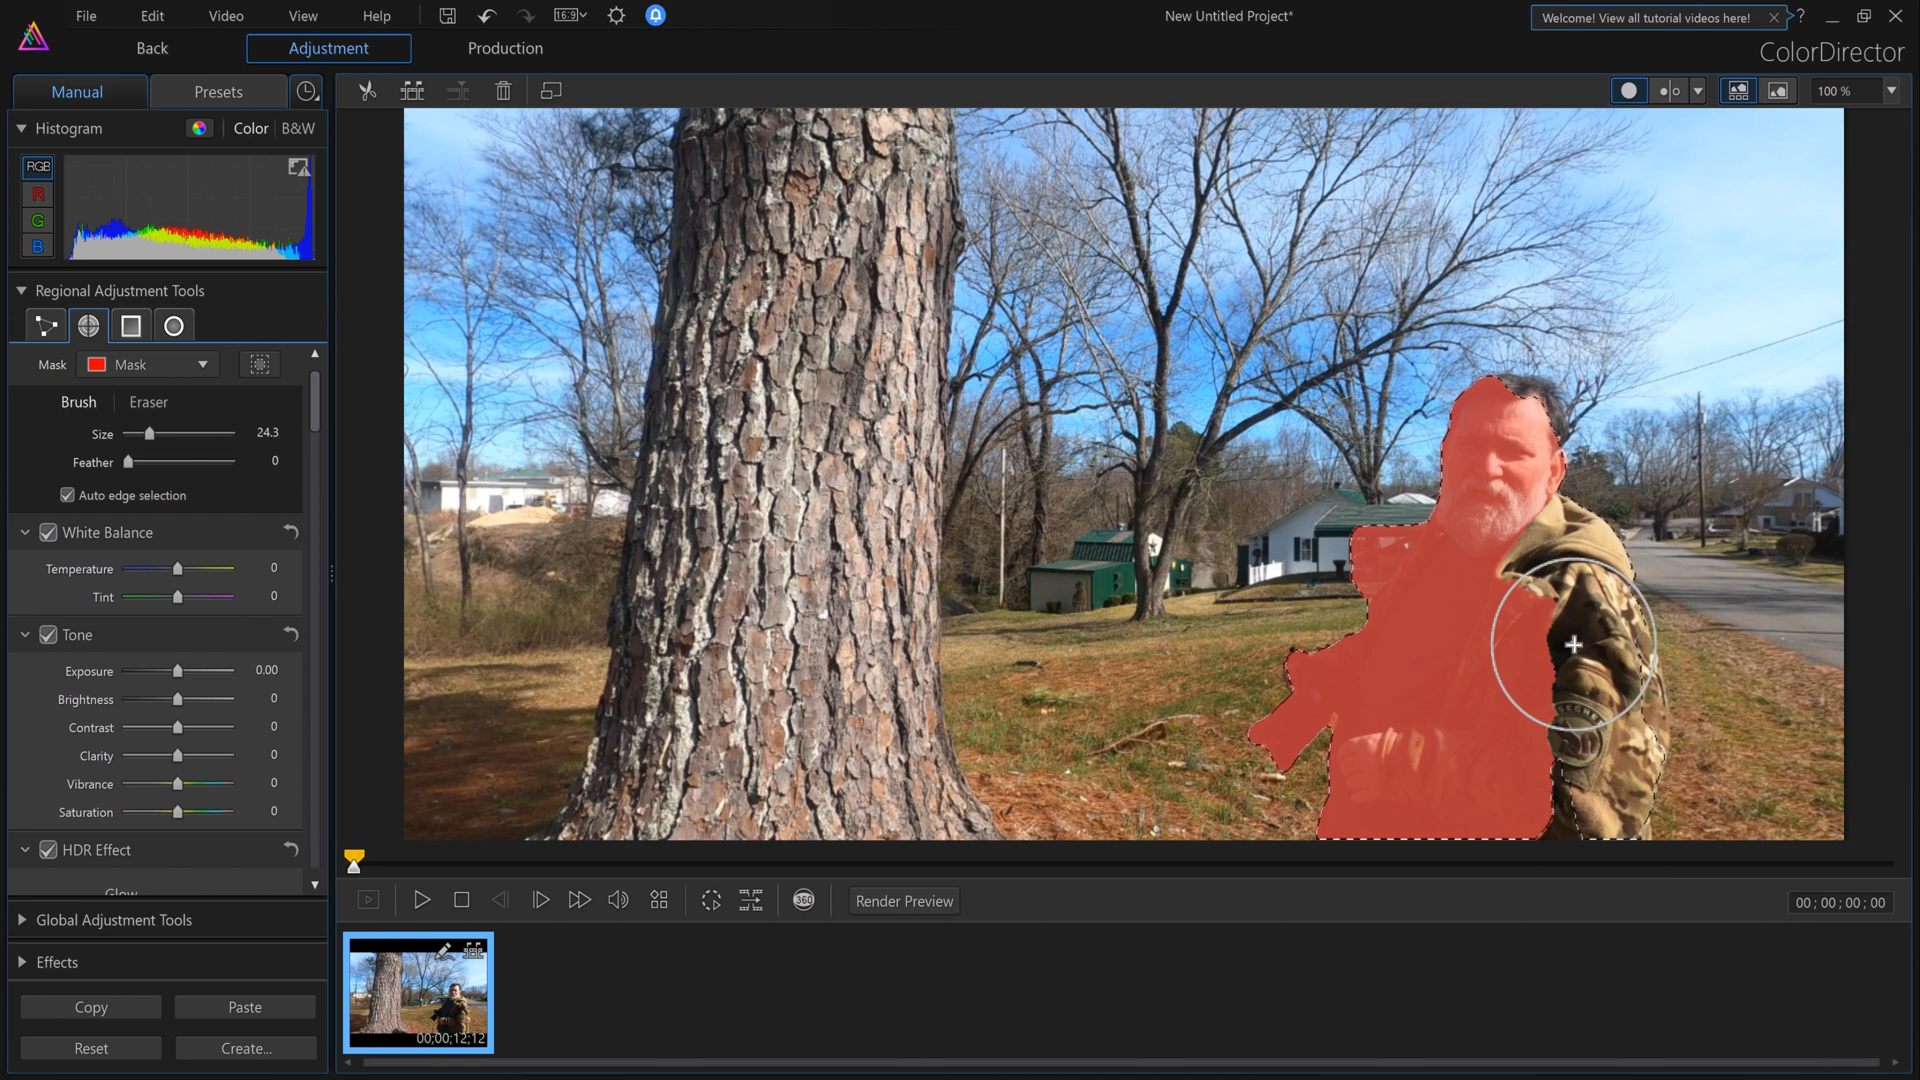 File Edit Video View Help
16:9
New Untitled Project*
Welcome! View all tutorial videos here!
?
Back Adjustment Production
ColorDirector
Manual Presets
100 %
Histogram Color B&W
RGB
R
G
B
Regional Adjustment Tools
Mask Mask
Brush Eraser
Size 24.3
Feather 0
Auto edge selection
White Balance
Temperature 0
Tint 0
Tone
Exposure 0.00
Brightness 0
Contrast 0
Clarity 0
Vibrance 0
Saturation 0
HDR Effect
Glow
360
Render Preview
00 ; 00 ; 00 ; 00
Global Adjustment Tools
Effects
Copy Paste
Reset Create...
00;00;12;12